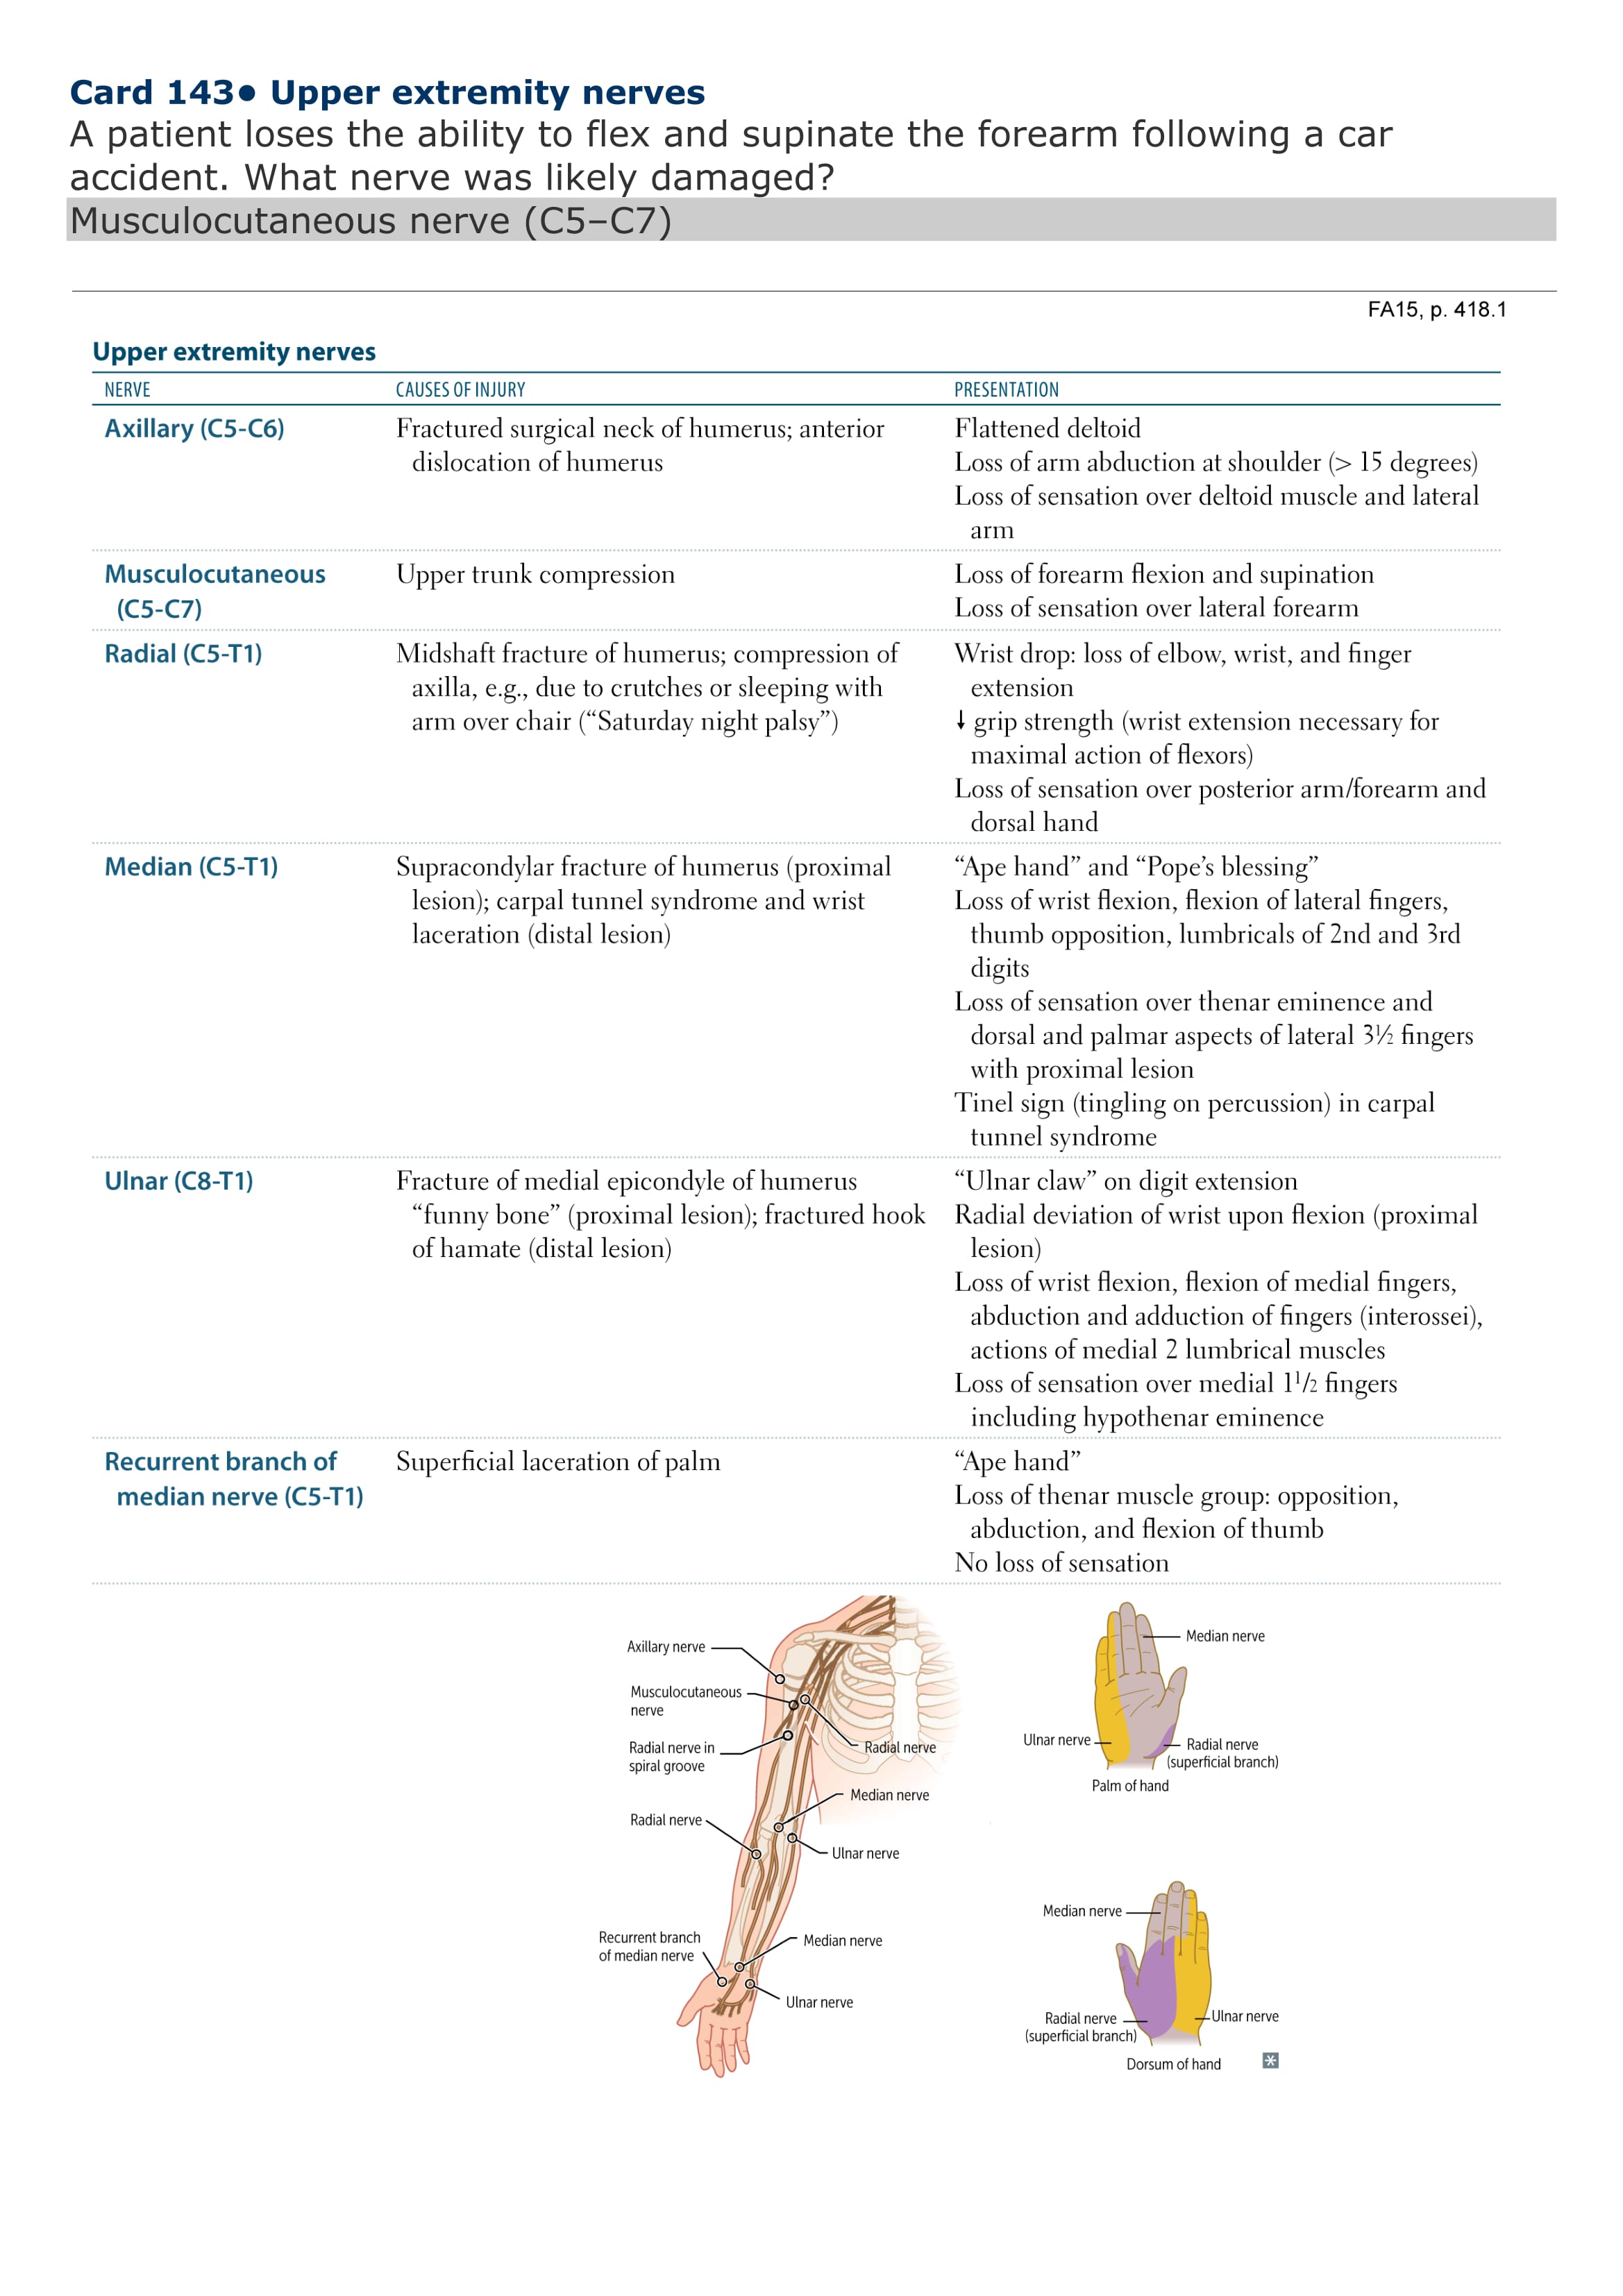 Card 143• Upper extremity nerves
A patient loses the ability to flex and supinate the forearm following a car
accident. What nerve was likely damaged?
Musculocutaneous nerve (C5–C7)
FA15, p. 418.1
Upper extremity nerves
NERVE CAUSES OF INJURY PRESENTATION
Axillary (C5-C6)
Fractured surgical neck of humerus; anterior
dislocation of humerus
Flattened deltoid
Loss of arm abduction at shoulder (> 15 degrees)
Loss of sensation over deltoid muscle and lateral
arm
Musculocutaneous
(C5-C7)
Upper trunk compression
Loss of forearm flexion and supination
Loss of sensation over lateral forearm
Radial (C5-T1)
Midshaft fracture of humerus; compression of
axilla, e.g., due to crutches or sleeping with
arm over chair (“Saturday night palsy”)
Wrist drop: loss of elbow, wrist, and finger
extension
↓ grip strength (wrist extension necessary for
maximal action of flexors)
Loss of sensation over posterior arm/forearm and
dorsal hand
Median (C5-T1)
Supracondylar fracture of humerus (proximal
lesion); carpal tunnel syndrome and wrist
laceration (distal lesion)
“Ape hand” and “Pope’s blessing”
Loss of wrist flexion, flexion of lateral fingers,
thumb opposition, lumbricals of 2nd and 3rd
digits
Loss of sensation over thenar eminence and
dorsal and palmar aspects of lateral 3½ fingers
with proximal lesion
Tinel sign (tingling on percussion) in carpal
tunnel syndrome
Ulnar (C8-T1)
Fracture of medial epicondyle of humerus
“funny bone” (proximal lesion); fractured hook
of hamate (distal lesion)
“Ulnar claw” on digit extension
Radial deviation of wrist upon flexion (proximal
lesion)
Loss of wrist flexion, flexion of medial fingers,
abduction and adduction of fingers (interossei),
actions of medial 2 lumbrical muscles
Loss of sensation over medial 1½ fingers
including hypothenar eminence
Recurrent branch of
median nerve (C5-T1)
Superficial laceration of palm
“Ape hand”
Loss of thenar muscle group: opposition,
abduction, and flexion of thumb
No loss of sensation
Axillary nerve
Musculocutaneous
nerve
Radial nerve in
spiral groove
Radial nerve
Median nerve
Radial nerve
Ulnar nerve
Recurrent branch
of median nerve
Median nerve
Ulnar nerve
Median nerve
Ulnar nerve
Radial nerve
(superficial branch)
Palm of hand
Median nerve
Radial nerve
(superficial branch)
Ulnar nerve
Dorsum of hand